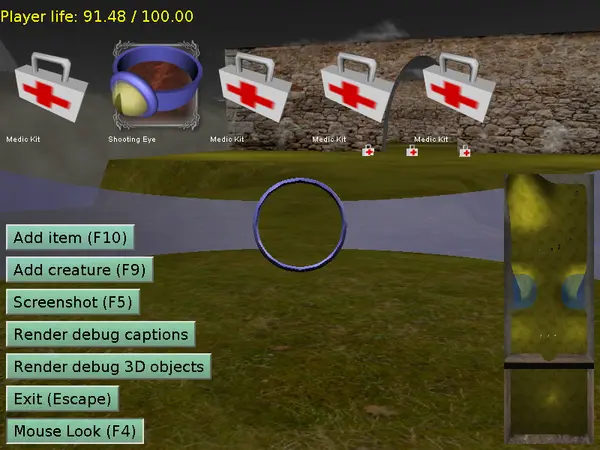 Player life: 91.48 / 100.00
Medic Kit
Shooting Eye
Medic Kit
Medic Kit
Medic Kit
Add item (F10)
Add creature (F9)
Screenshot (F5)
Render debug captions
Render debug 3D objects
Exit (Escape)
Mouse Look (F4)